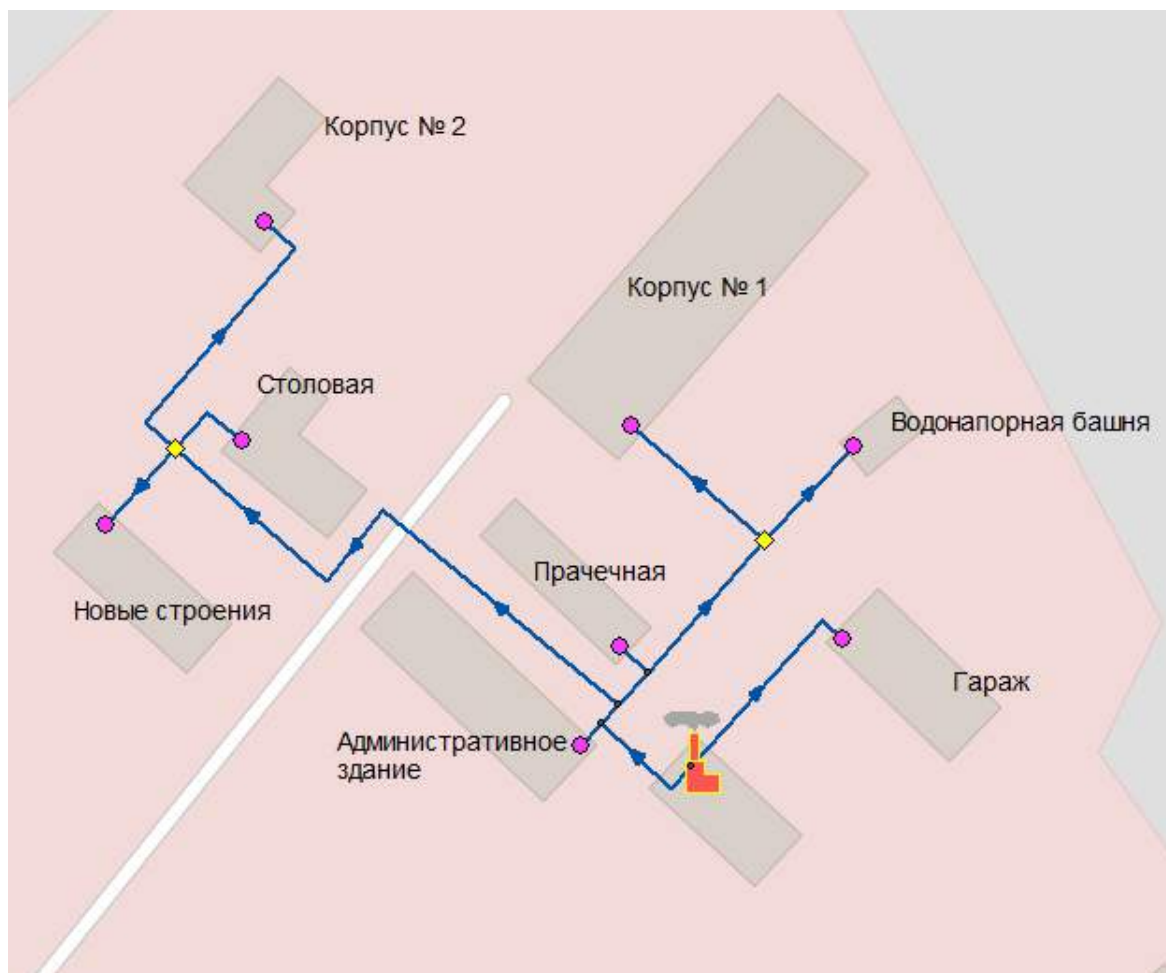 Корпус № 2
Корпус № 1
Столовая
Водонапорная башня
Прачечная
Новые строения
Гараж
Административное
здание